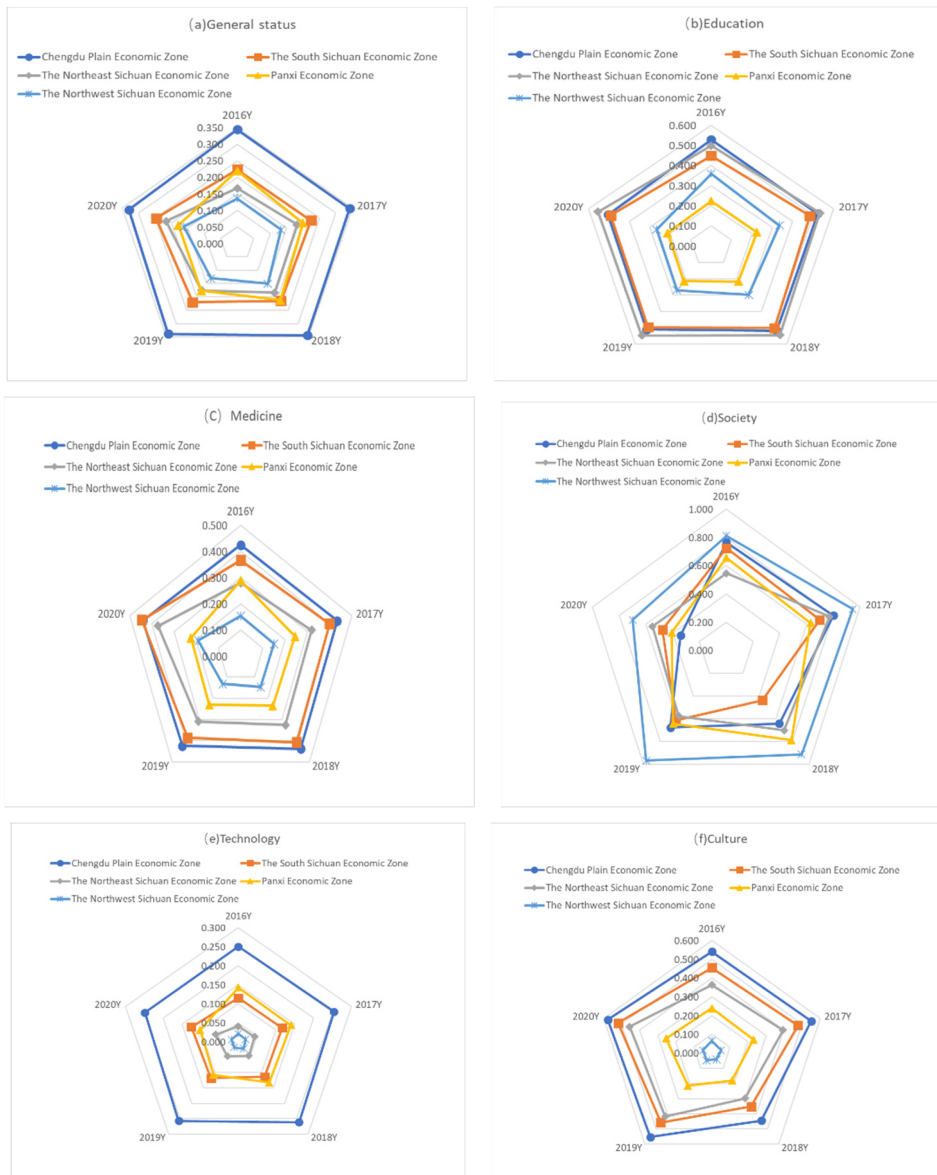 (a)General status
Chengdu Plain Economic Zone
The South Sichuan Economic Zone
The Northeast Sichuan Economic Zone
Panxi Economic Zone
The Northwest Sichuan Economic Zone
2016Y
0.350
0.300
0.250
0.200
0.150
0.100
0.050
0.000
2017Y
2018Y
2019Y
2020Y
(b)Education
Chengdu Plain Economic Zone
The South Sichuan Economic Zone
The Northeast Sichuan Economic Zone
Panxi Economic Zone
The Northwest Sichuan Economic Zone
2016Y
0.600
0.500
0.400
0.300
0.200
0.100
0.000
2017Y
2018Y
2019Y
2020Y
(C) Medicine
Chengdu Plain Economic Zone
The South Sichuan Economic Zone
The Northeast Sichuan Economic Zone
Panxi Economic Zone
The Northwest Sichuan Economic Zone
2016Y
0.500
0.400
0.300
0.200
0.100
0.000
2017Y
2018Y
2019Y
2020Y
(d)Society
Chengdu Plain Economic Zone
The South Sichuan Economic Zone
The Northeast Sichuan Economic Zone
Panxi Economic Zone
The Northwest Sichuan Economic Zone
2016Y
1.000
0.800
0.600
0.400
0.200
0.000
2017Y
2018Y
2019Y
2020Y
(e)Technology
Chengdu Plain Economic Zone
The South Sichuan Economic Zone
The Northeast Sichuan Economic Zone
Panxi Economic Zone
The Northwest Sichuan Economic Zone
2016Y
0.300
0.250
0.200
0.150
0.100
0.050
0.000
2017Y
2018Y
2019Y
2020Y
(f)Culture
Chengdu Plain Economic Zone
The South Sichuan Economic Zone
The Northeast Sichuan Economic Zone
Panxi Economic Zone
The Northwest Sichuan Economic Zone
2016Y
0.600
0.500
0.400
0.300
0.200
0.100
0.000
2017Y
2018Y
2019Y
2020Y